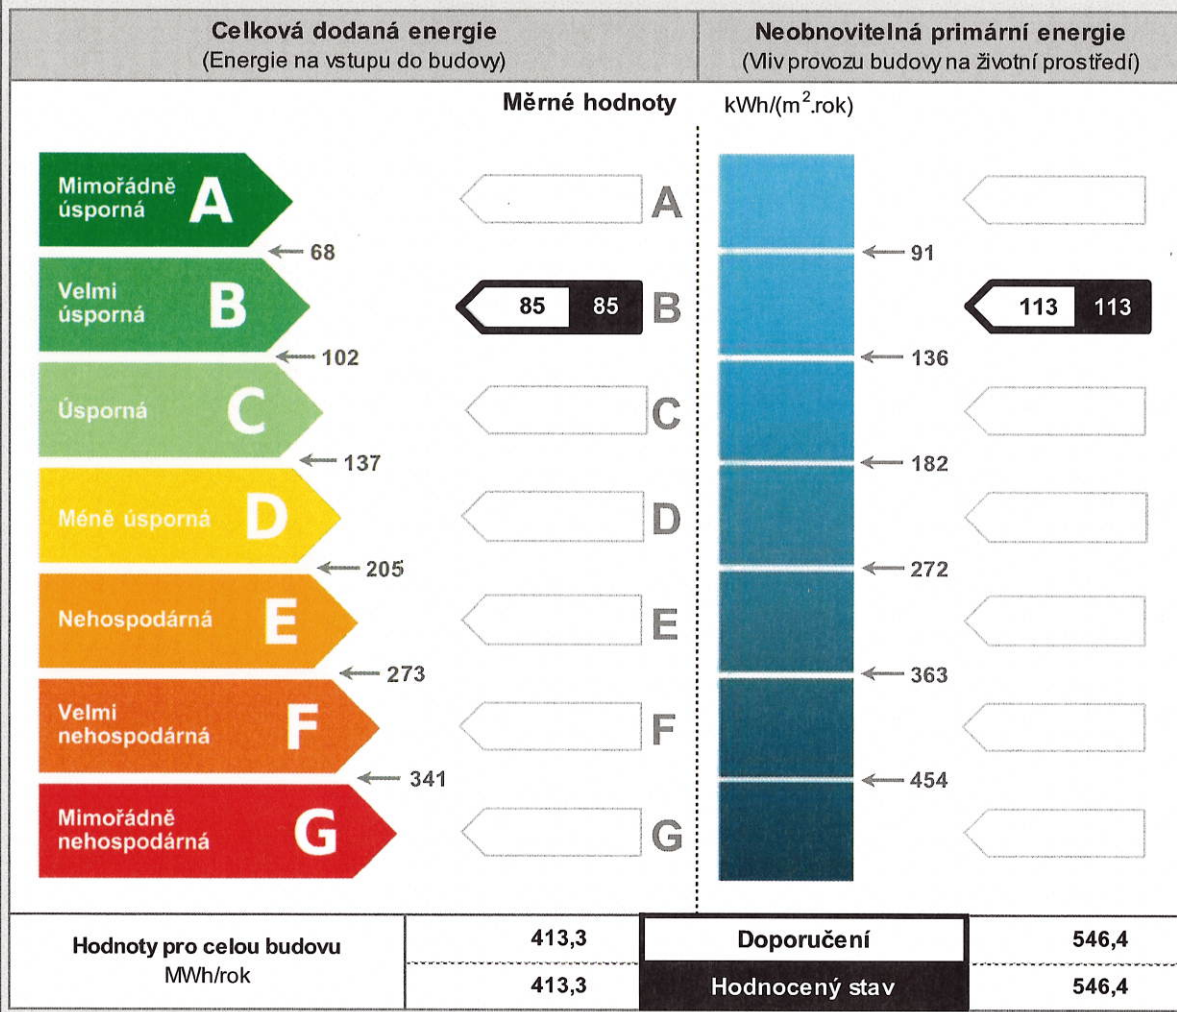 Celková dodaná energie
(Energie na vstupu do budovy)
Neobnovitelná primární energie
(Vliv provozu budovy na životní prostředí)
Měrné hodnoty
kWh/(m².rok)
Mimořádně
úsporná
A
A
68
91
Velmi
úsporná
B
85 85
B
113 113
102
136
Úsporná
C
C
137
182
Méně úsporná
D
D
205
272
Nehospodárná
E
E
273
363
Velmi
nehospodárná
F
F
341
454
Mimořádně
nehospodárná
G
G
Hodnoty pro celou budovu
MWh/rok
413,3
Doporučení
546,4
413,3
Hodnocený stav
546,4